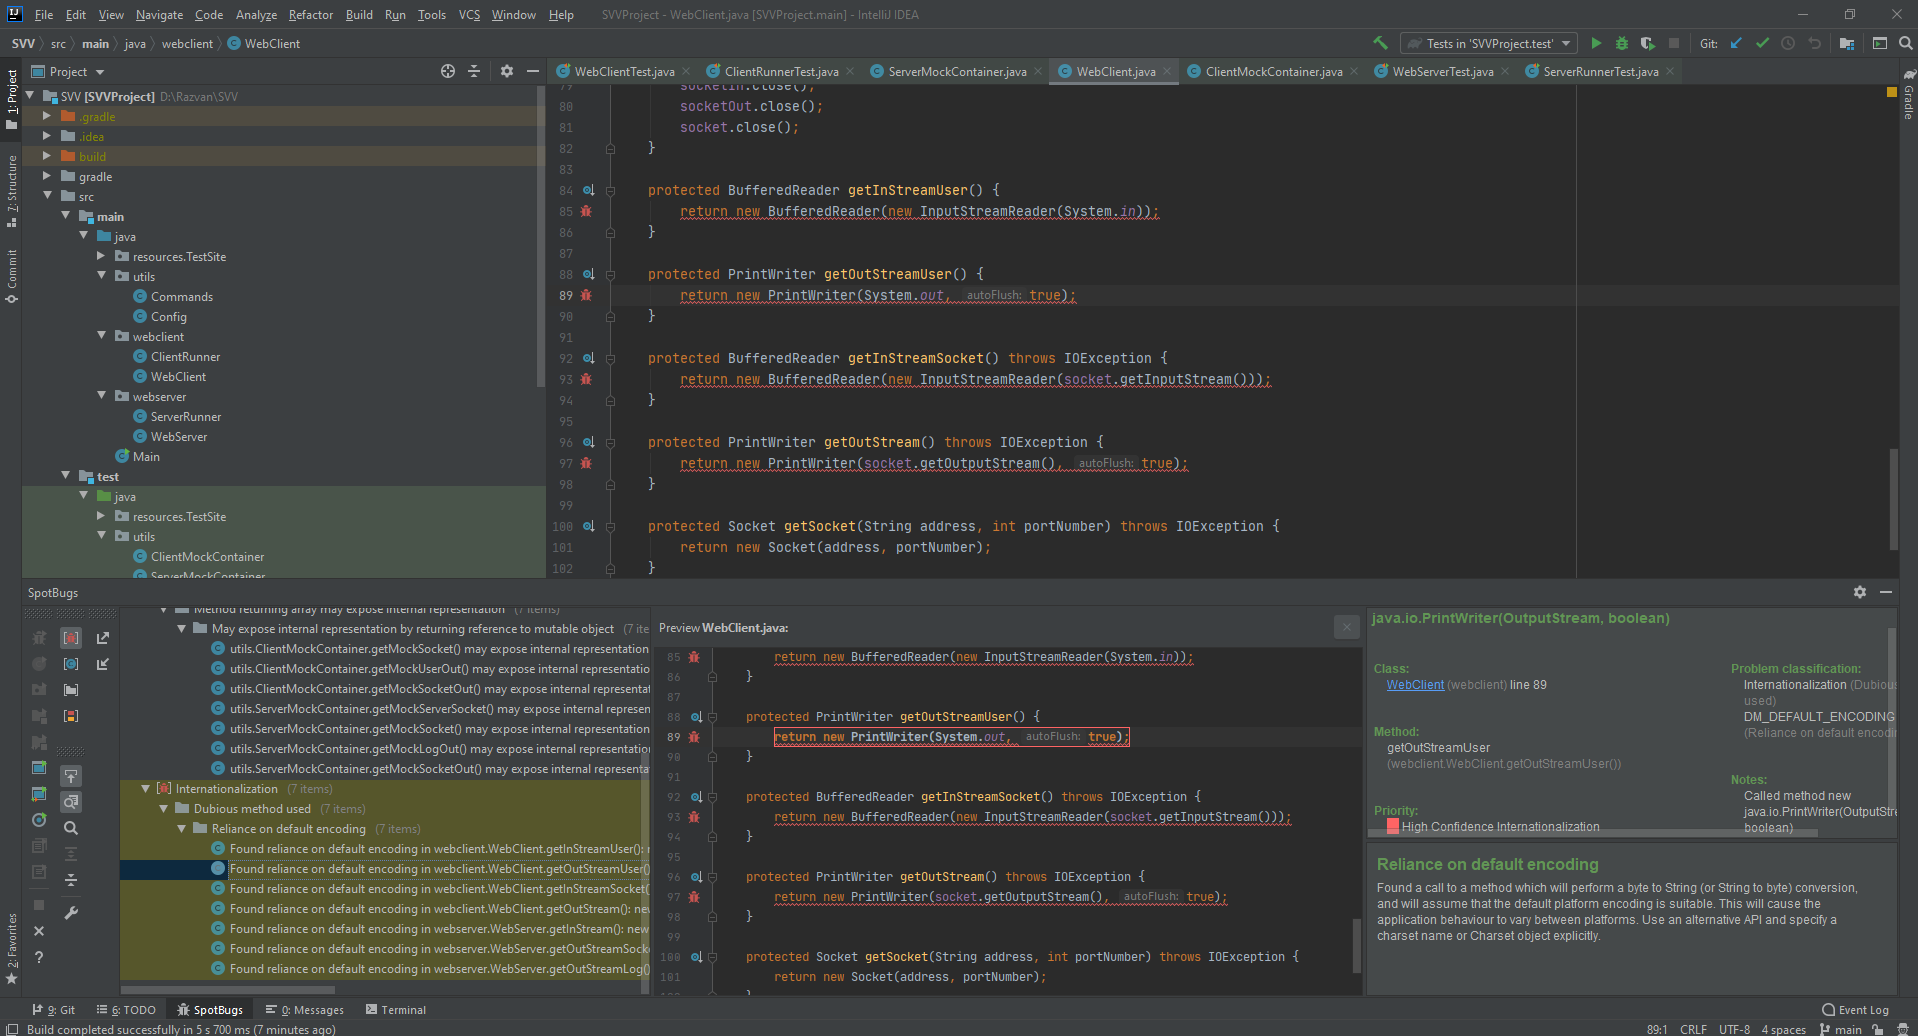 File Edit View Navigate Code Analyze Refactor Build Run Tools VCS Window Help SVVProject - WebClient.java [SVVProject.main] - IntelliJ IDEA
SVV src main java webclient WebClient
Tests in 'SVVProject.test' Git:
Project
WebClientTest.java ClientRunnerTest.java ServerMockContainer.java WebClient.java ClientMockContainer.java WebServerTest.java ServerRunnerTest.java
1: Project
7: Structure
Commit
2: Favorites
Gradle
SVV [SVVProject] D:\Razvan\SVV
.gradle
.idea
build
gradle
src
main
java
resources.TestSite
utils
Commands
Config
webclient
ClientRunner
WebClient
webserver
ServerRunner
WebServer
Main
test
java
resources.TestSite
utils
ClientMockContainer
ServerMockContainer
79 socketIn.close();
80 socketOut.close();
81 socket.close();
82 }
83
84 protected BufferedReader getInStreamUser() {
85 return new BufferedReader(new InputStreamReader(System.in));
86 }
87
88 protected PrintWriter getOutStreamUser() {
89 return new PrintWriter(System.out, autoFlush: true);
90 }
91
92 protected BufferedReader getInStreamSocket() throws IOException {
93 return new BufferedReader(new InputStreamReader(socket.getInputStream()));
94 }
95
96 protected PrintWriter getOutStream() throws IOException {
97 return new PrintWriter(socket.getOutputStream(), autoFlush: true);
98 }
99
100 protected Socket getSocket(String address, int portNumber) throws IOException {
101 return new Socket(address, portNumber);
102 }
SpotBugs
Method returning array may expose internal representation (7 items)
May expose internal representation by returning reference to mutable object (7 ite
utils.ClientMockContainer.getMockSocket() may expose internal representation
utils.ClientMockContainer.getMockUserOut() may expose internal representation
utils.ClientMockContainer.getMockSocketOut() may expose internal representat
utils.ServerMockContainer.getMockServerSocket() may expose internal represen
utils.ServerMockContainer.getMockSocket() may expose internal representation
utils.ServerMockContainer.getMockLogOut() may expose internal representation
utils.ServerMockContainer.getMockSocketOut() may expose internal representa
Internationalization (7 items)
Dubious method used (7 items)
Reliance on default encoding (7 items)
Found reliance on default encoding in webclient.WebClient.getInStreamUser(): n
Found reliance on default encoding in webclient.WebClient.getOutStreamUser()
Found reliance on default encoding in webclient.WebClient.getInStreamSocket(
Found reliance on default encoding in webclient.WebClient.getOutStream(): nev
Found reliance on default encoding in webserver.WebServer.getInStream(): new
Found reliance on default encoding in webserver.WebServer.getOutStreamSocke
Found reliance on default encoding in webserver.WebServer.getOutStreamLog()
Preview WebClient.java:
85 return new BufferedReader(new InputStreamReader(System.in));
86 }
87
88 protected PrintWriter getOutStreamUser() {
89 return new PrintWriter(System.out, autoFlush: true);
90 }
91
92 protected BufferedReader getInStreamSocket() throws IOException {
93 return new BufferedReader(new InputStreamReader(socket.getInputStream()));
94 }
95
96 protected PrintWriter getOutStream() throws IOException {
97 return new PrintWriter(socket.getOutputStream(), autoFlush: true);
98 }
99
100 protected Socket getSocket(String address, int portNumber) throws IOException {
101 return new Socket(address, portNumber);
java.io.PrintWriter(OutputStream, boolean)
Class:
WebClient (webclient) line 89
Method:
getOutStreamUser
(webclient.WebClient.getOutStreamUser())
Priority:
High Confidence Internationalization
Problem classification:
Internationalization (Dubious
used)
DM_DEFAULT_ENCODING
(Reliance on default encodin
Notes:
Called method new
java.io.PrintWriter(OutputStre
boolean)
Reliance on default encoding
Found a call to a method which will perform a byte to String (or String to byte) conversion,
and will assume that the default platform encoding is suitable. This will cause the
application behaviour to vary between platforms. Use an alternative API and specify a
charset name or Charset object explicitly.
9: Git 6: TODO SpotBugs 0: Messages Terminal Event Log
Build completed successfully in 5 s 700 ms (7 minutes ago) 89:1 CRLF UTF-8 4 spaces main